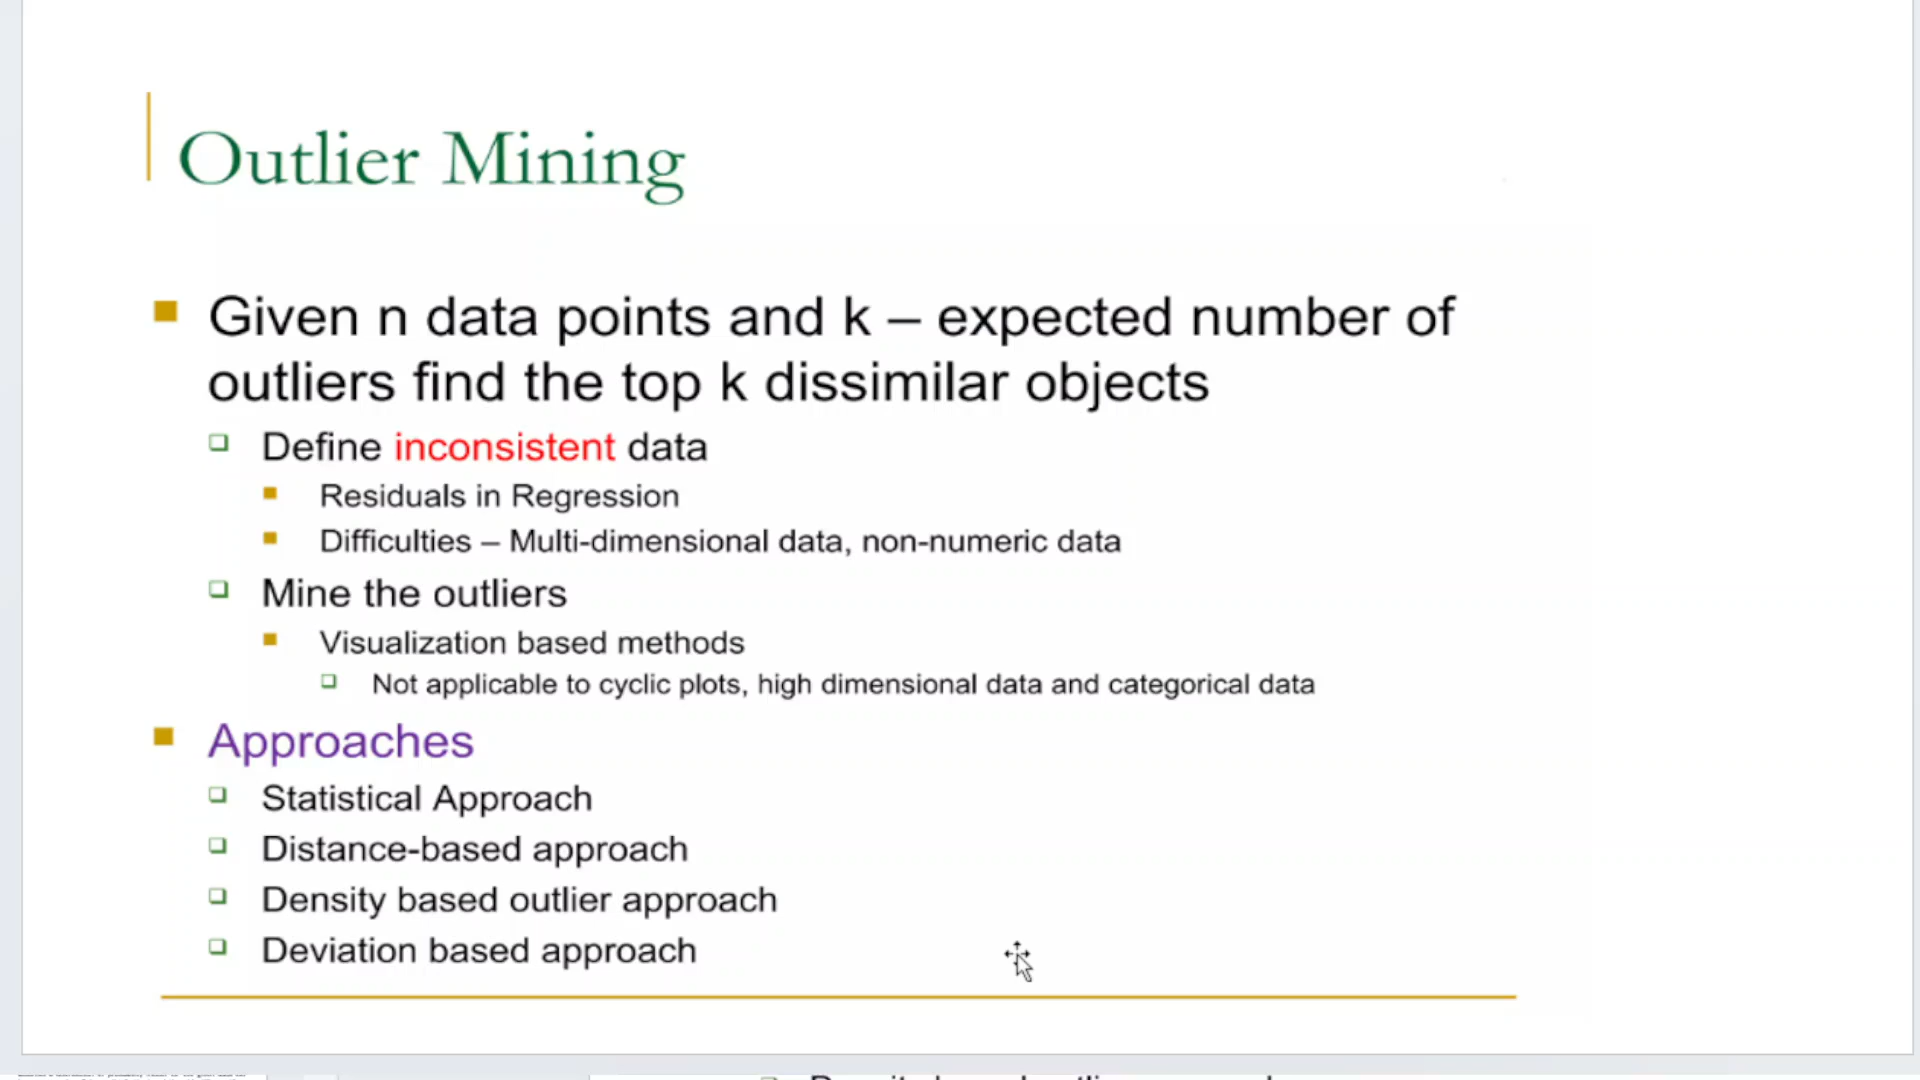 Outlier Mining
Given n data points and k – expected number of
outliers find the top k dissimilar objects
Define inconsistent data
Residuals in Regression
Difficulties – Multi-dimensional data, non-numeric data
Mine the outliers
Visualization based methods
Not applicable to cyclic plots, high dimensional data and categorical data
Approaches
Statistical Approach
Distance-based approach
Density based outlier approach
Deviation based approach